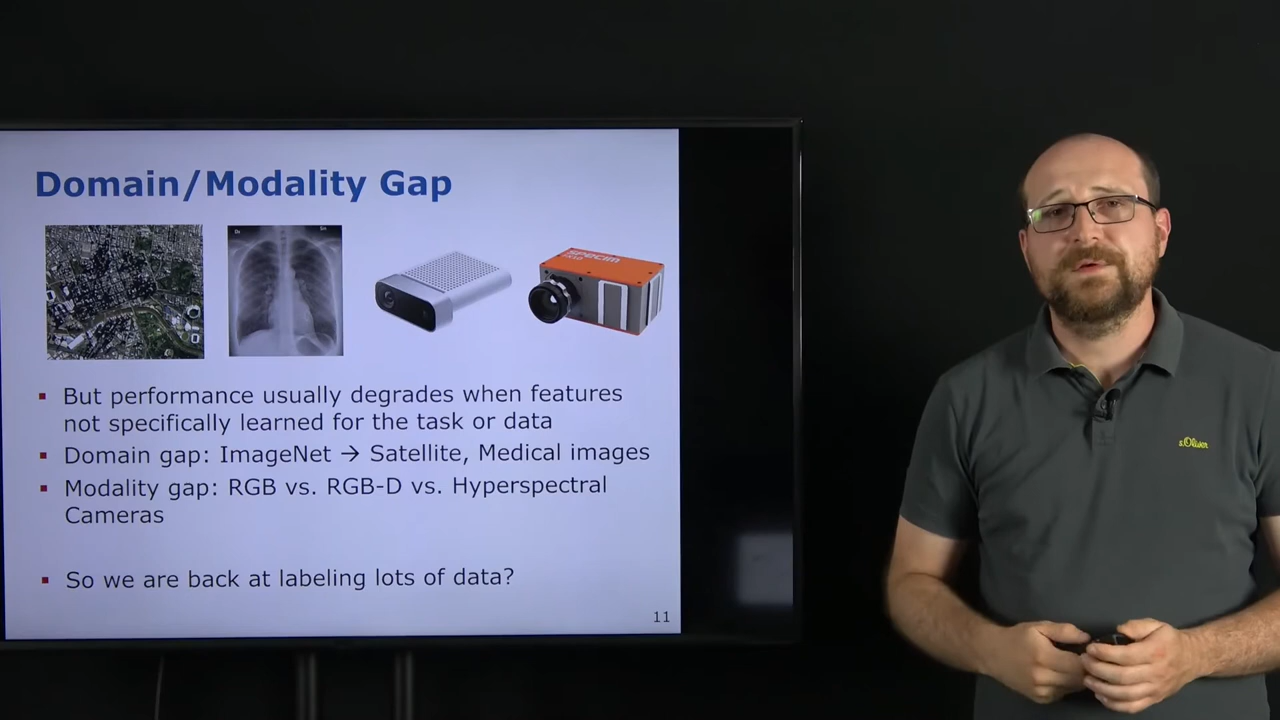 Domain/Modality Gap
SPECIM
▪ But performance usually degrades when features
not specifically learned for the task or data
▪ Domain gap: ImageNet → Satellite, Medical images
▪ Modality gap: RGB vs. RGB-D vs. Hyperspectral
Cameras
▪ So we are back at labeling lots of data?
11
s.Oliver